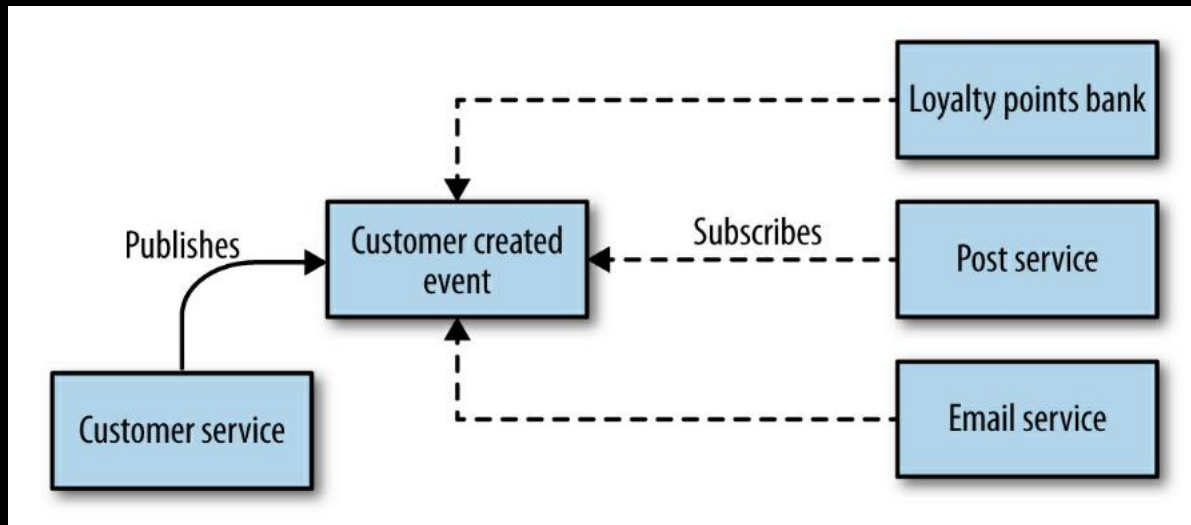 Loyalty points bank
Publishes
Customer created
event
Subscribes
Post service
Customer service
Email service